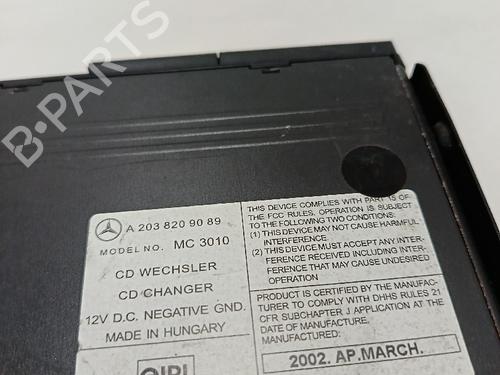 B-PARTS
A 203 820 90 89
MODEL NO. MC 3010
CD WECHSLER
CD CHANGER
12V D.C. NEGATIVE GND.
MADE IN HUNGARY
THIS DEVICE COMPLIES WITH PART 15 OF
THE FCC RULES. OPERATION IS SUBJECT
TO THE FOLLOWING TWO CONDITIONS:
(1) THIS DEVICE MAY NOT CAUSE HARMFUL
INTERFERENCE, AND
(2) THIS DEVICE MUST ACCEPT ANY INTER-
FERENCE RECEIVED INCLUDING INTER-
FERENCE THAT MAY CAUSE UNDESIRED
OPERATION
PRODUCT IS CERTIFIED BY THE MANUFAC-
TURER TO COMPLY WITH DHHS RULES 21
CFR SUBCHAPTER J APPLICATION AT THE
DATE OF MANUFACTURE.
MANUFACTURED:
2002. AP.MARCH.